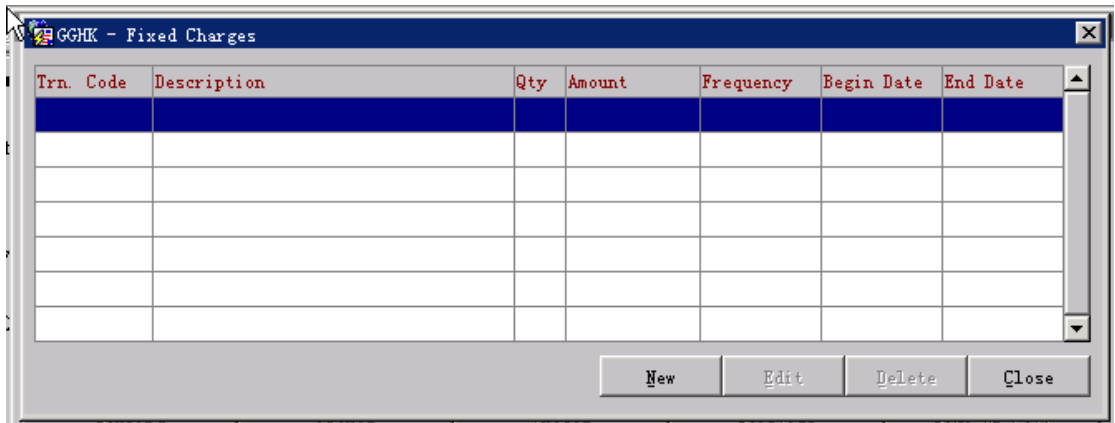 GGHK - Fixed Charges
Trn. Code Description Qty Amount Frequency Begin Date End Date
New Edit Delete Close